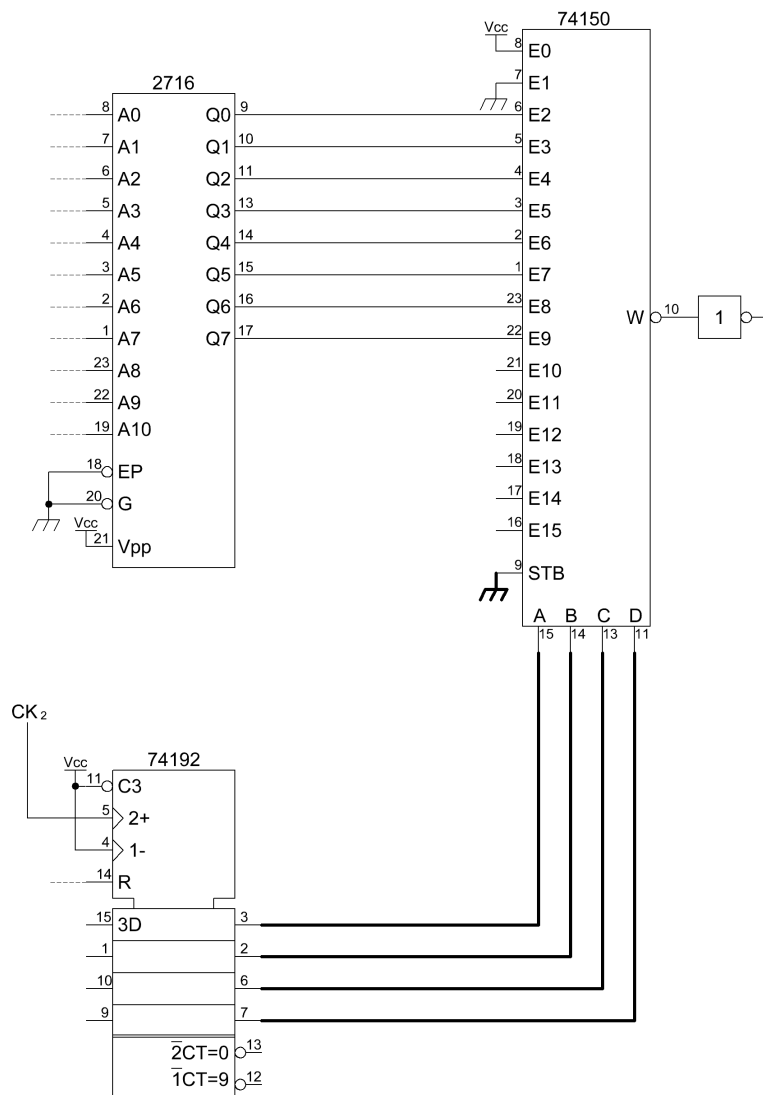 74150
Vcc
8 E0
7 E1
2716
8 A0 Q0 9 6 E2
7 A1 Q1 10 5 E3
6 A2 Q2 11 4 E4
5 A3 Q3 13 3 E5
4 A4 Q4 14 2 E6
3 A5 Q5 15 1 E7
2 A6 Q6 16 23 E8
W 10 1
1 A7 Q7 17 22 E9
23 A8 21 E10
22 A9 20 E11
19 A10 19 E12
18 EP 18 E13
20 G 17 E14
Vcc
21 Vpp 16 E15
9 STB
A B C D
15 14 13 11
CK2
74192
Vcc
11 C3
5 2+
4 1-
14 R
15 3D 3
1 2
10 6
9 7
2̅CT=0 13
1̅CT=9 12